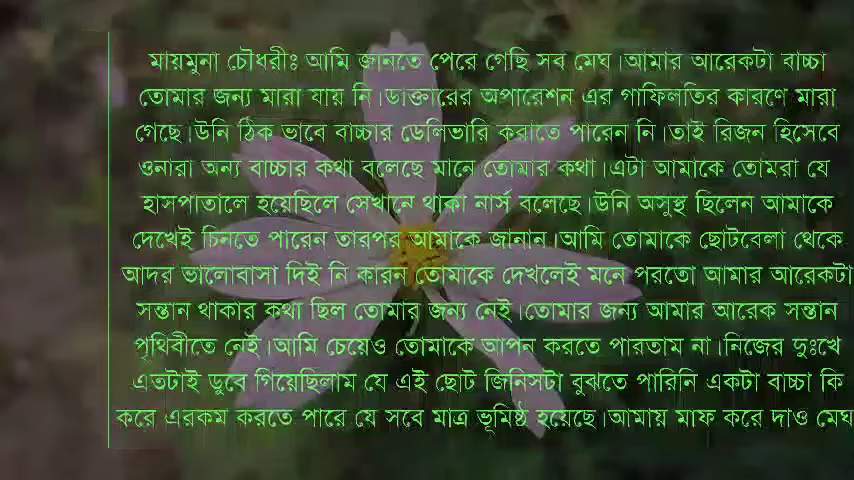 মায়মুনা চৌধরীঃ আমি জানতে পেরে গেছি সব মেঘ।আমার আরেকটা বাচ্চা
তোমার জন্য মারা যায় নি।ডাক্তারের অপারেশন এর গাফিলতির কারণে মারা
গেছে।উনি ঠিক ভাবে বাচ্চার ডেলিভারি করাতে পারেন নি।তাই রিজন হিসেবে
ওনারা অন্য বাচ্চার কথা বলেছে মানে তোমার কথা।এটা আমাকে তোমরা যে
হাসপাতালে হয়েছিলে সেখানে থাকা নার্স বলেছে।উনি অসুস্থ ছিলেন আমাকে
দেখেই চিনতে পারেন তারপর আমাকে জানান।আমি তোমাকে ছোটবেলা থেকে
আদর ভালোবাসা দিই নি কারন তোমাকে দেখলেই মনে পরতো আমার আরেকটা
সন্তান থাকার কথা ছিল তোমার জন্য নেই।তোমার জন্য আমার আরেক সন্তান
পৃথিবীতে নেই।আমি চেয়েও তোমাকে আপন করতে পারতাম না।নিজের দুঃখে
এতটাই ডুবে গিয়েছিলাম যে এই ছোট জিনিসটা বুঝতে পারিনি একটা বাচ্চা কি
করে এরকম করতে পারে যে সবে মাত্র ভূমিষ্ঠ হয়েছে।আমায় মাফ করে দাও মেঘ